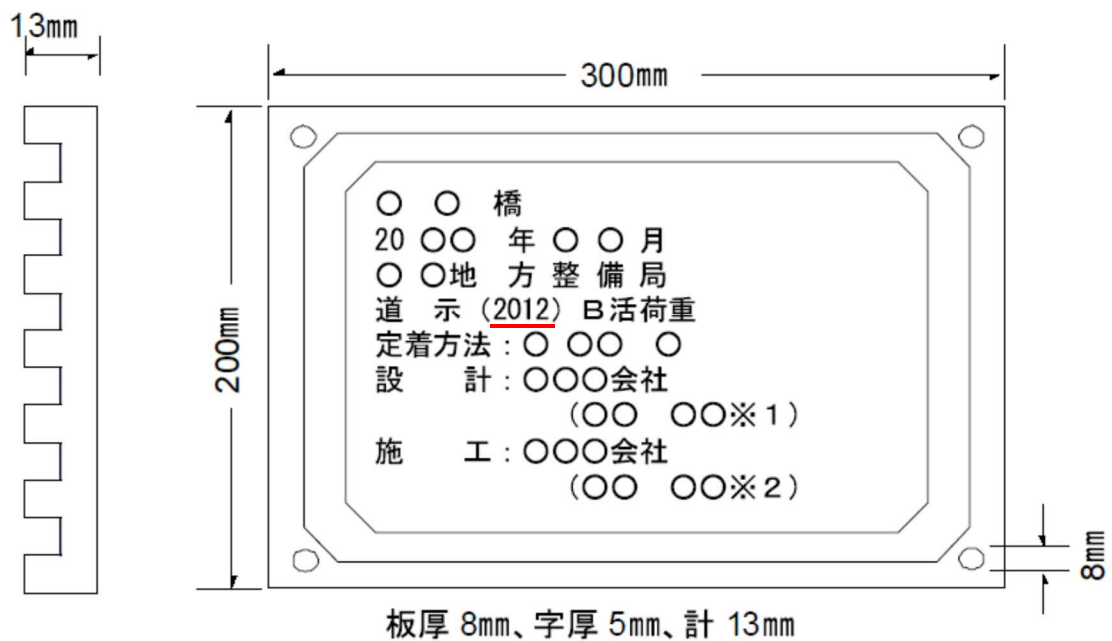 13mm
300mm
200mm
○ ○ 橋
20 ○○ 年 ○ ○ 月
○ ○地 方 整 備 局
道 示 (2012) B活荷重
定着方法:○ ○○ ○
設 計:○○○会社
(○○ ○○※1)
施 工:○○○会社
(○○ ○○※2)
8mm
板厚 8mm、字厚 5mm、計 13mm